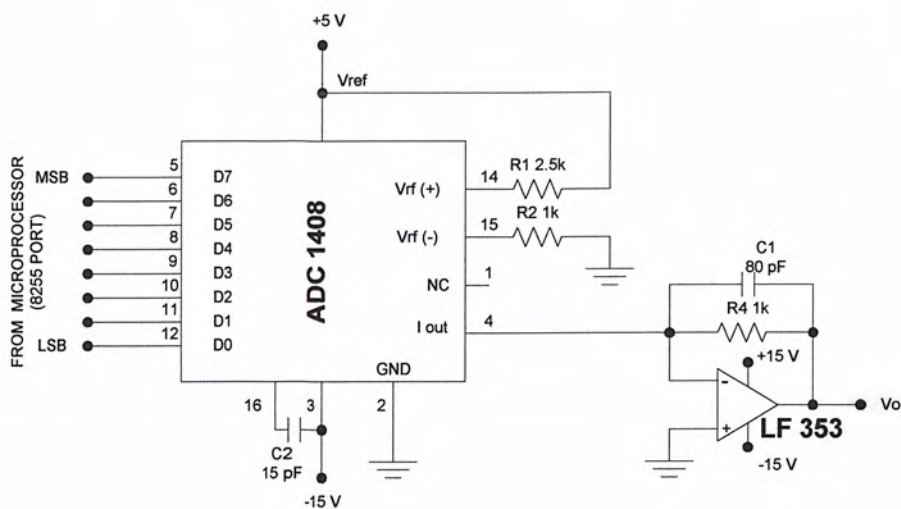 +5 V
Vref
FROM MICROPROCESSOR
(8255 PORT)
MSB
LSB
5
6
7
8
9
10
11
12
D7
D6
D5
D4
D3
D2
D1
D0
ADC 1408
Vrf (+)
Vrf (-)
NC
I out
GND
14
15
1
4
R1 2.5k
R2 1k
C1
80 pF
R4 1k
+15 V
-
+
LF 353
Vo
-15 V
16
3
2
C2
15 pF
-15 V